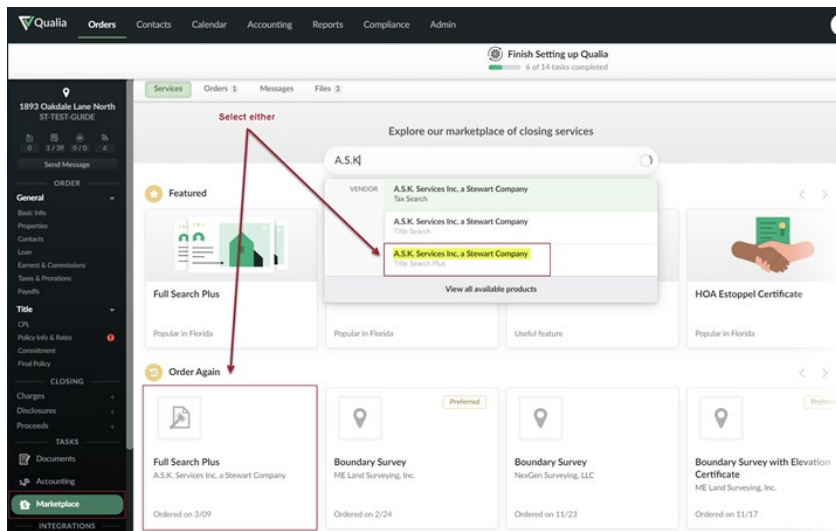 Qualia
Orders
Contacts
Calendar
Accounting
Reports
Compliance
Admin
Finish Setting up Qualia
6 of 14 tasks completed
1893 Oakdale Lane North
ST-TEST-GUIDE
0 1/39 0/0 6
Send Message
ORDER
General
Basic Info
Properties
Contacts
Loan
Earnest & Commissions
Taxes & Prorations
Payoffs
Title
CPL
Policy Info & Rates
Commitment
Final Policy
CLOSING
Charges
Disclosures
Proceeds
TASKS
Documents
Accounting
Marketplace
INTEGRATIONS
Services
Orders 1
Messages
Files 3
Select either
Explore our marketplace of closing services
A.S.K
VENDOR
A.S.K. Services Inc, a Stewart Company
Tax Search
A.S.K. Services Inc, a Stewart Company
Title Search
A.S.K. Services Inc, a Stewart Company
Title Search Plus
View all available products
Featured
Full Search Plus
Popular in Florida
Popular in Florida
Useful feature
HOA Estoppel Certificate
Popular in Florida
Order Again
Full Search Plus
A.S.K. Services Inc, a Stewart Company
Ordered on 3/09
Preferred
Boundary Survey
ME Land Surveying, Inc.
Ordered on 2/24
Boundary Survey
NexGen Surveying, LLC
Ordered on 11/23
Boundary Survey with Elevation
Certificate
ME Land Surveying, Inc.
Ordered on 11/17